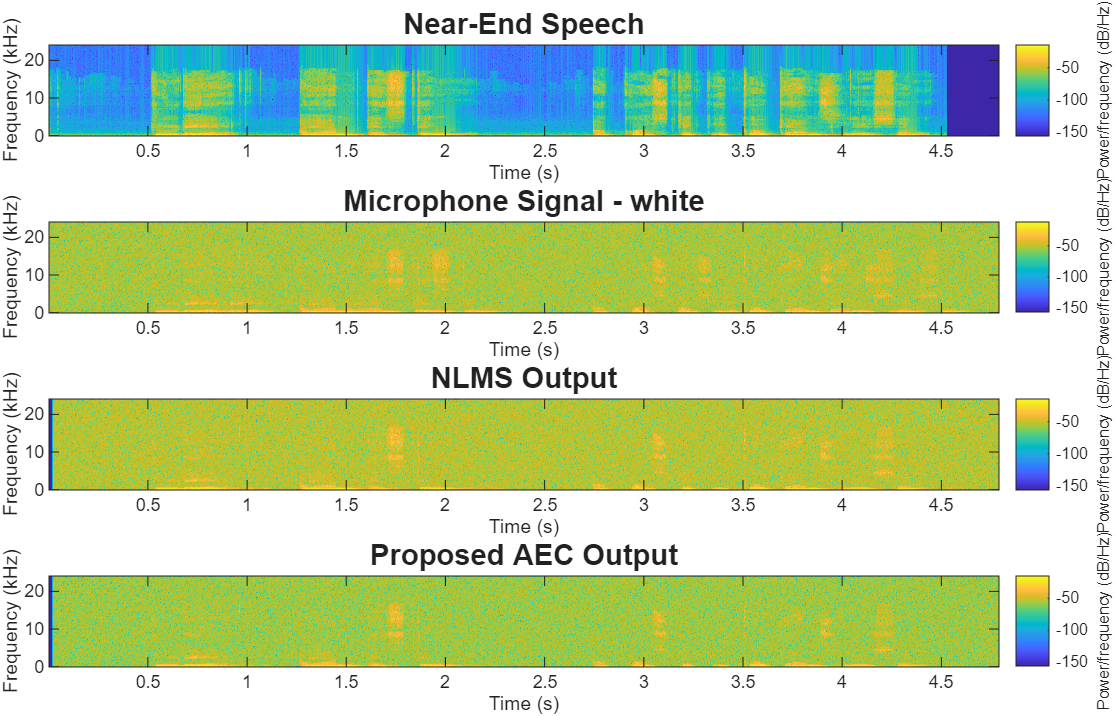 Near-End Speech
Frequency (kHz)
20
10
0
0.5 1 1.5 2 2.5 3 3.5 4 4.5
Time (s)
-50
-100
-150
Power/frequency (dB/Hz)
Microphone Signal - white
Frequency (kHz)
20
10
0
0.5 1 1.5 2 2.5 3 3.5 4 4.5
Time (s)
-50
-100
-150
Power/frequency (dB/Hz)
NLMS Output
Frequency (kHz)
20
10
0
0.5 1 1.5 2 2.5 3 3.5 4 4.5
Time (s)
-50
-100
-150
Power/frequency (dB/Hz)
Proposed AEC Output
Frequency (kHz)
20
10
0
0.5 1 1.5 2 2.5 3 3.5 4 4.5
Time (s)
-50
-100
-150
Power/frequency (dB/Hz)